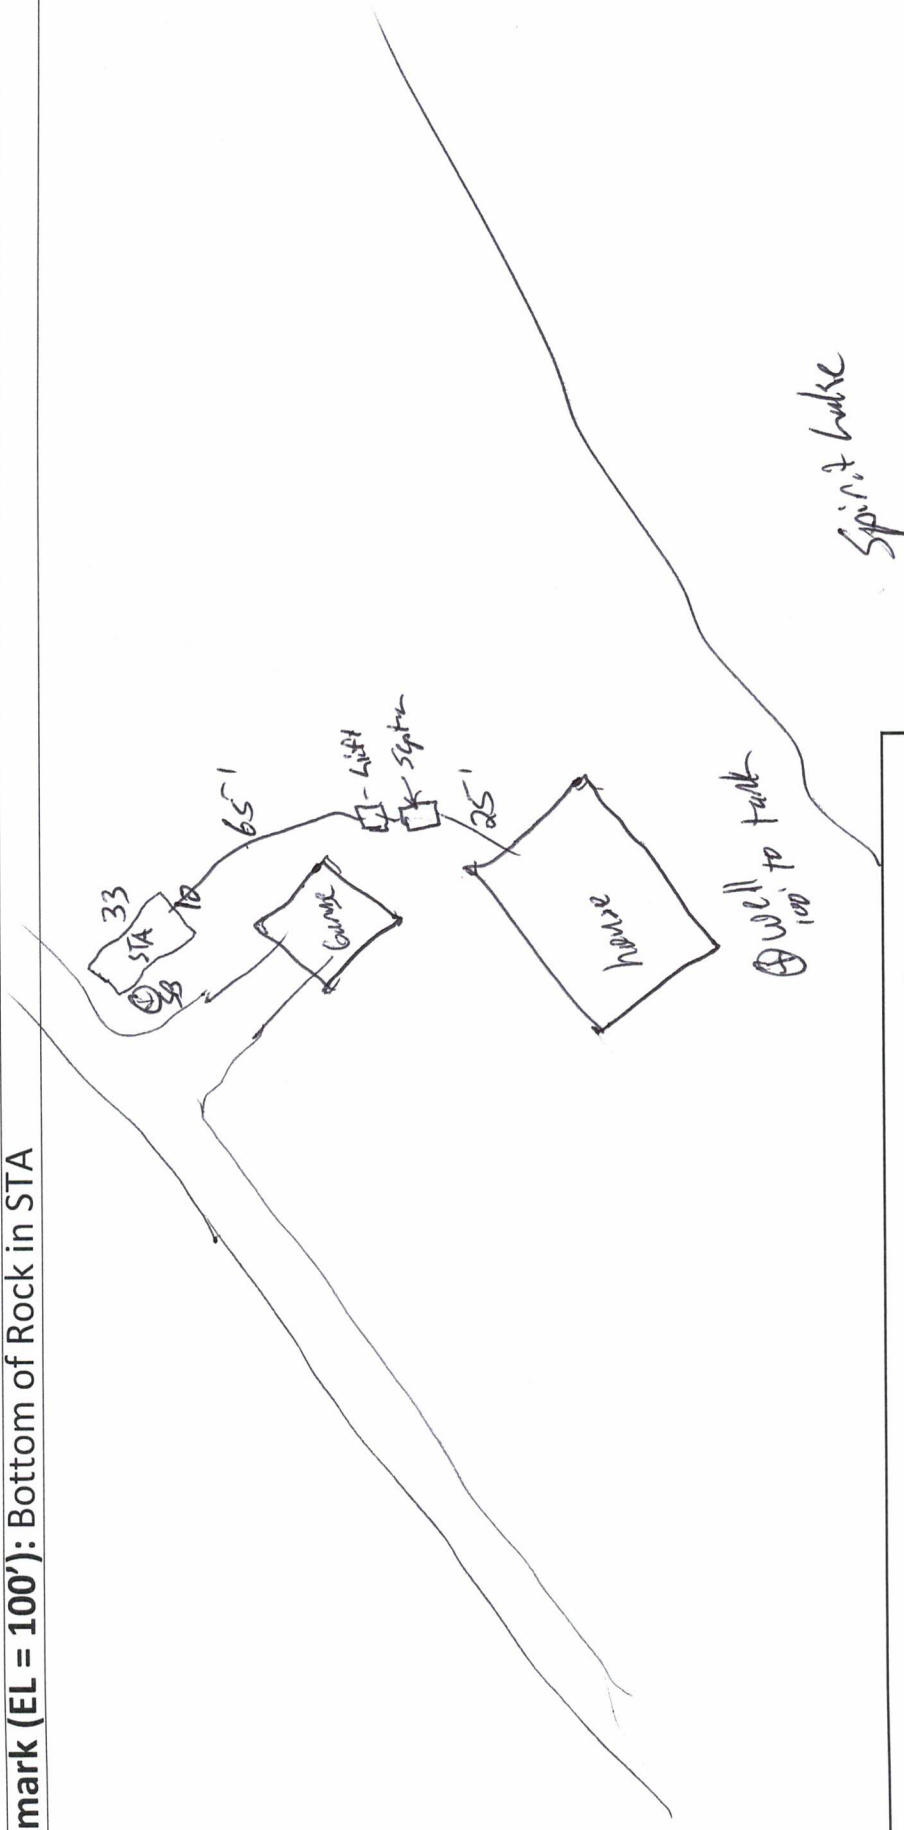 mark (EL = 100'): Bottom of Rock in STA
33
STA
10
65'
Lift
Septic
Garage
25'
house
Well
100' to tank
Spirit Lake